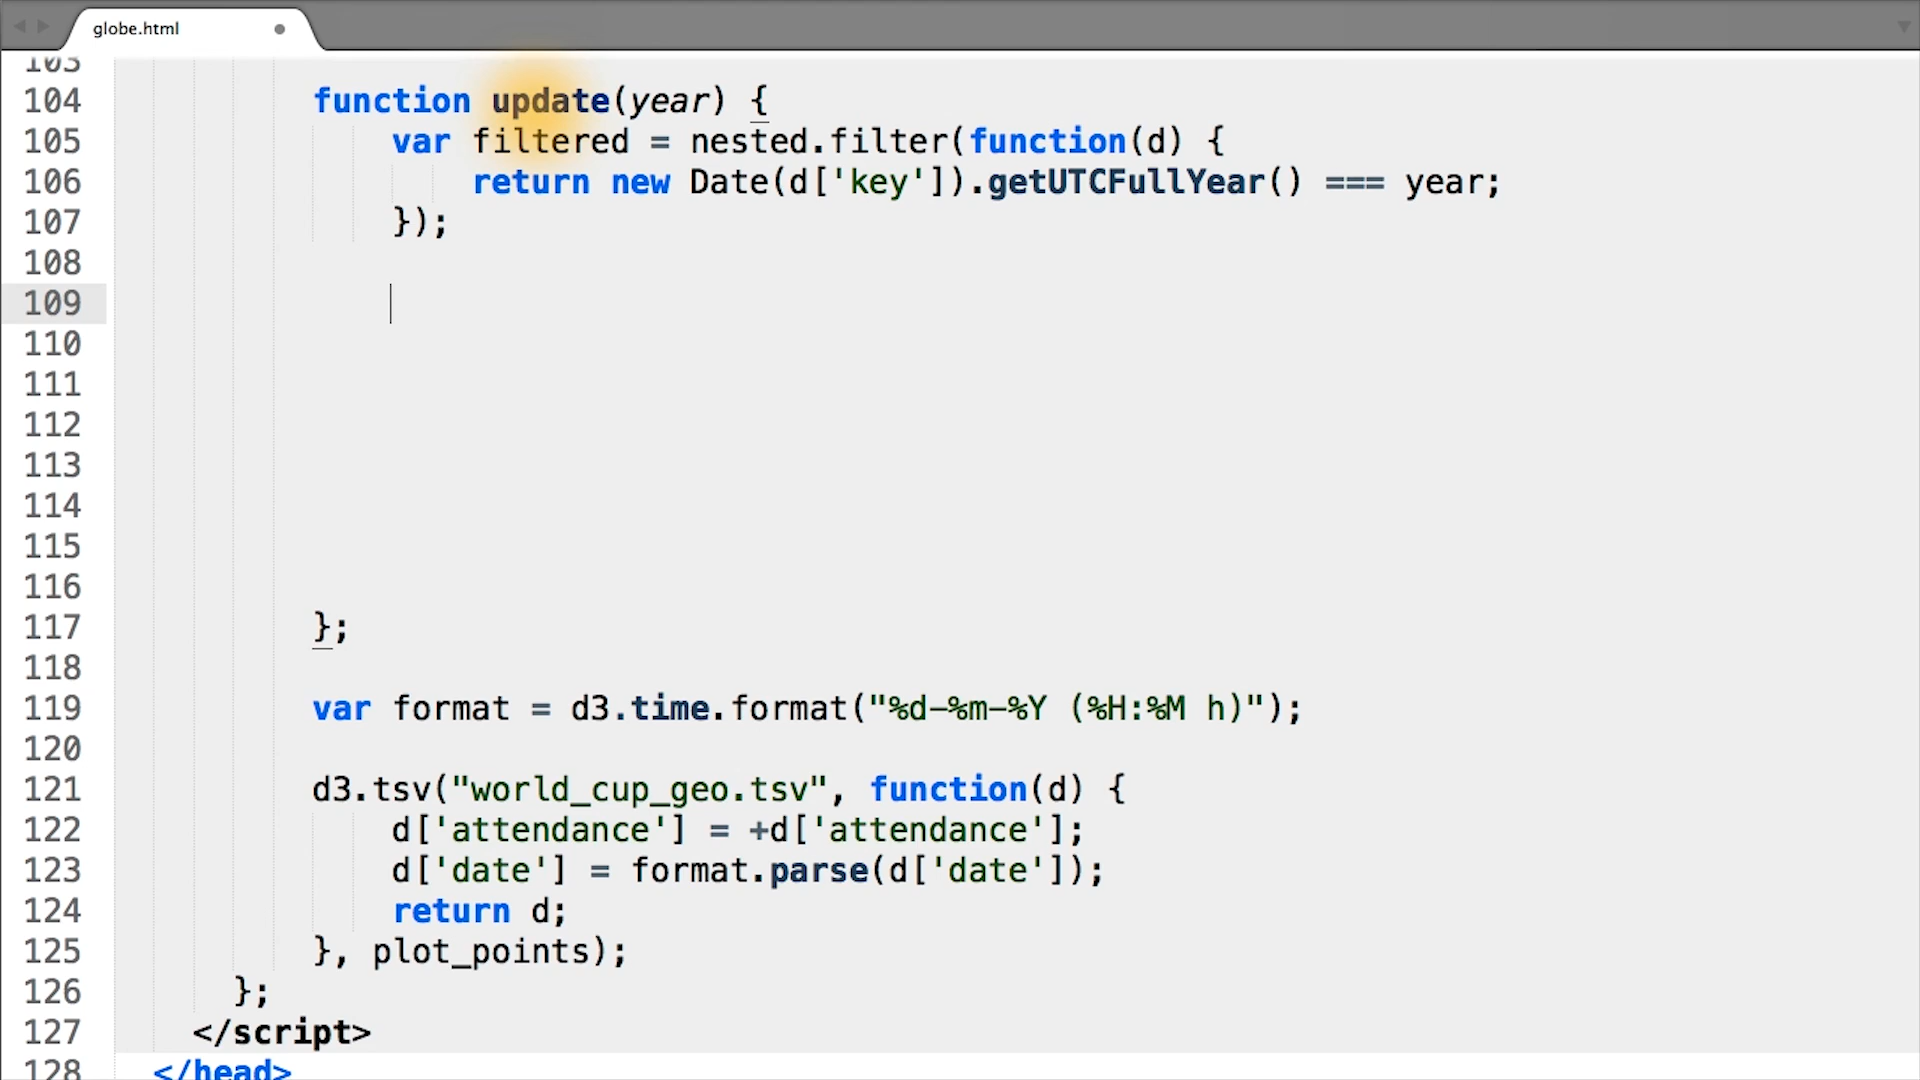 globe.html
103
104 function update(year) {
105 var filtered = nested.filter(function(d) {
106 return new Date(d['key']).getUTCFullYear() === year;
107 });
108
109
110
111
112
113
114
115
116
117 };
118
119 var format = d3.time.format("%d-%m-%Y (%H:%M h)");
120
121 d3.tsv("world_cup_geo.tsv", function(d) {
122 d['attendance'] = +d['attendance'];
123 d['date'] = format.parse(d['date']);
124 return d;
125 }, plot_points);
126 };
127 </script>
128 </head>